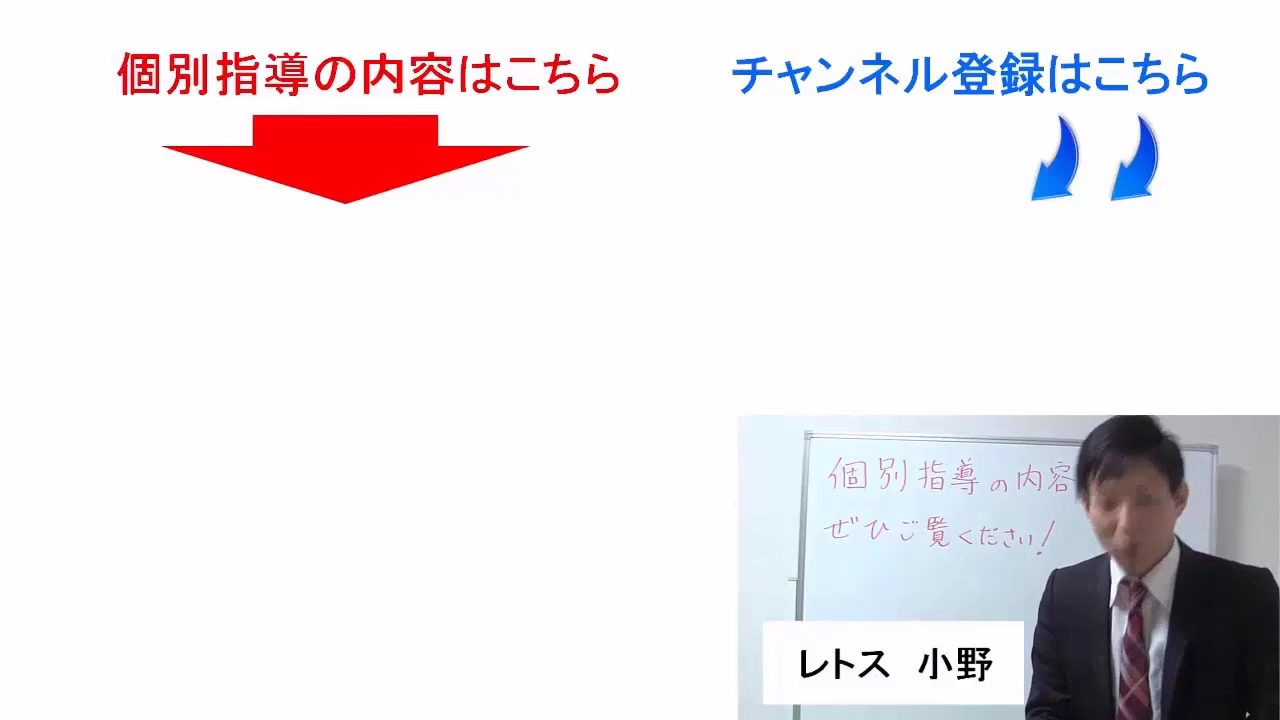 個別指導の内容はこちら
チャンネル登録はこちら
個別指導の内容
ぜひご覧ください!
レトス 小野